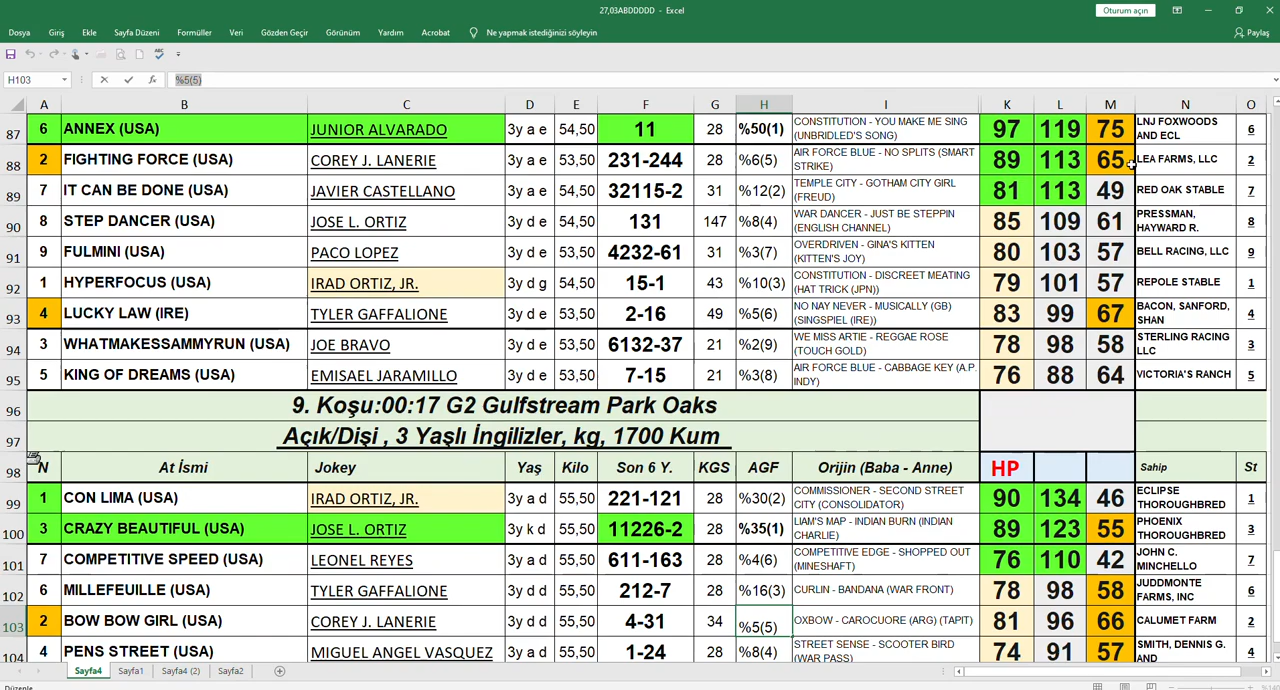 27,03ABDDDDD - Excel
Oturum açın
Dosya Giriş Ekle Sayfa Düzeni Formüller Veri Gözden Geçir Görünüm Yardım Acrobat Ne yapmak istediğinizi söyleyin Paylaş
H103 fx %5(5)
A B C D E F G H I K L M N O
87 6 ANNEX (USA) JUNIOR ALVARADO 3y a e 54,50 11 28 %50(1) CONSTITUTION - YOU MAKE ME SING (UNBRIDLED'S SONG) 97 119 75 LNJ FOXWOODS AND ECL 6
88 2 FIGHTING FORCE (USA) COREY J. LANERIE 3y a e 53,50 231-244 28 %6(5) AIR FORCE BLUE - NO SPLITS (SMART STRIKE) 89 113 65 LEA FARMS, LLC 2
89 7 IT CAN BE DONE (USA) JAVIER CASTELLANO 3y a e 54,50 32115-2 31 %12(2) TEMPLE CITY - GOTHAM CITY GIRL (FREUD) 81 113 49 RED OAK STABLE 7
90 8 STEP DANCER (USA) JOSE L. ORTIZ 3y d e 54,50 131 147 %8(4) WAR DANCER - JUST BE STEPPIN (ENGLISH CHANNEL) 85 109 61 PRESSMAN, HAYWARD R. 8
91 9 FULMINI (USA) PACO LOPEZ 3y d e 54,50 4232-61 31 %3(7) OVERDRIVEN - GINA'S KITTEN (KITTEN'S JOY) 80 103 57 BELL RACING, LLC 9
92 1 HYPERFOCUS (USA) IRAD ORTIZ, JR. 3y d g 54,50 15-1 43 %10(3) CONSTITUTION - DISCREET MEATING (HAT TRICK (JPN)) 79 101 57 REPOLE STABLE 1
93 4 LUCKY LAW (IRE) TYLER GAFFALIONE 3y d e 53,50 2-16 49 %5(6) NO NAY NEVER - MUSICALLY (GB) (SINGSPIEL (IRE)) 83 99 67 BACON, SANFORD, SHAN 4
94 3 WHATMAKESSAMMYRUN (USA) JOE BRAVO 3y d e 53,50 6132-37 21 %2(9) WE MISS ARTIE - REGGAE ROSE (TOUCH GOLD) 78 98 58 STERLING RACING LLC 3
95 5 KING OF DREAMS (USA) EMISAEL JARAMILLO 3y d e 53,50 7-15 21 %3(8) AIR FORCE BLUE - CABBAGE KEY (A.P. INDY) 76 88 64 VICTORIA'S RANCH 5
96 9. Koşu:00:17 G2 Gulfstream Park Oaks
97 Açık/Dişi , 3 Yaşlı İngilizler, kg, 1700 Kum
98 N At İsmi Jokey Yaş Kilo Son 6 Y. KGS AGF Orijin (Baba - Anne) HP Sahip St
99 1 CON LIMA (USA) IRAD ORTIZ, JR. 3y a d 55,50 221-121 28 %30(2) COMMISSIONER - SECOND STREET CITY (CONSOLIDATOR) 90 134 46 ECLIPSE THOROUGHBRED 1
100 3 CRAZY BEAUTIFUL (USA) JOSE L. ORTIZ 3y k d 55,50 11226-2 28 %35(1) LIAM'S MAP - INDIAN BURN (INDIAN CHARLIE) 89 123 55 PHOENIX THOROUGHBRED 3
101 7 COMPETITIVE SPEED (USA) LEONEL REYES 3y a d 55,50 611-163 28 %4(6) COMPETITIVE EDGE - SHOPPED OUT (MINESHAFT) 76 110 42 JOHN C. MINCHELLO 7
102 6 MILLEFEUILLE (USA) TYLER GAFFALIONE 3y d d 55,50 212-7 28 %16(3) CURLIN - BANDANA (WAR FRONT) 78 98 58 JUDDMONTE FARMS, INC 6
103 2 BOW BOW GIRL (USA) COREY J. LANERIE 3y d d 55,50 4-31 34 %5(5) OXBOW - CAROCUORE (ARG) (TAPIT) 81 96 66 CALUMET FARM 2
104 4 PENS STREET (USA) MIGUEL ANGEL VASQUEZ 3y a d 55,50 1-24 28 %8(4) STREET SENSE - SCOOTER BIRD (WAR PASS) 74 91 57 SMITH, DENNIS G. AND 4
Sayfa4 Sayfa1 Sayfa4 (2) Sayfa2
Düzenle